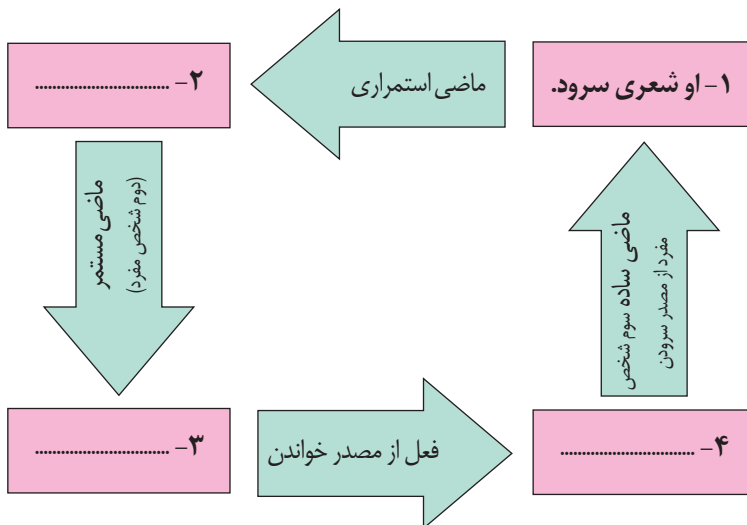 ۱- او شعری سرود.
ماضی استمراری
۲- ................................
ماضی مستمر
(دوم شخص مفرد)
۳- ................................
فعل از مصدر خواندن
۴- ................................
ماضی ساده سوم شخص
مفرد از مصدر سرودن